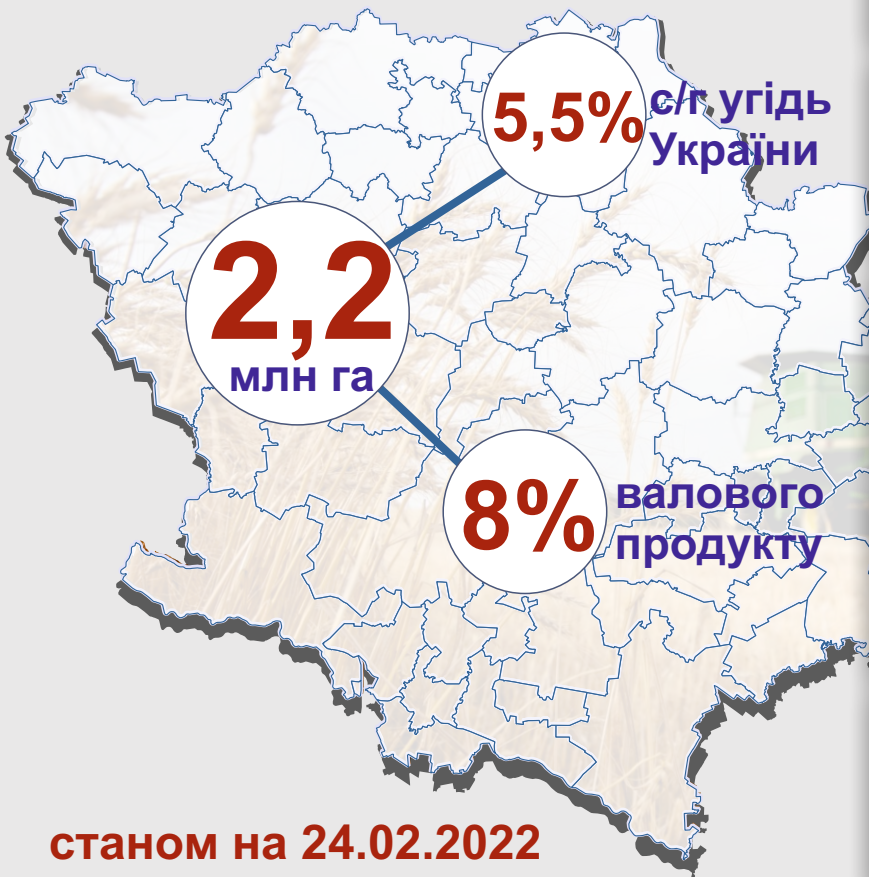 5,5%
с/г угідь
України
2,2
млн га
8%
валового
продукту
станом на 24.02.2022